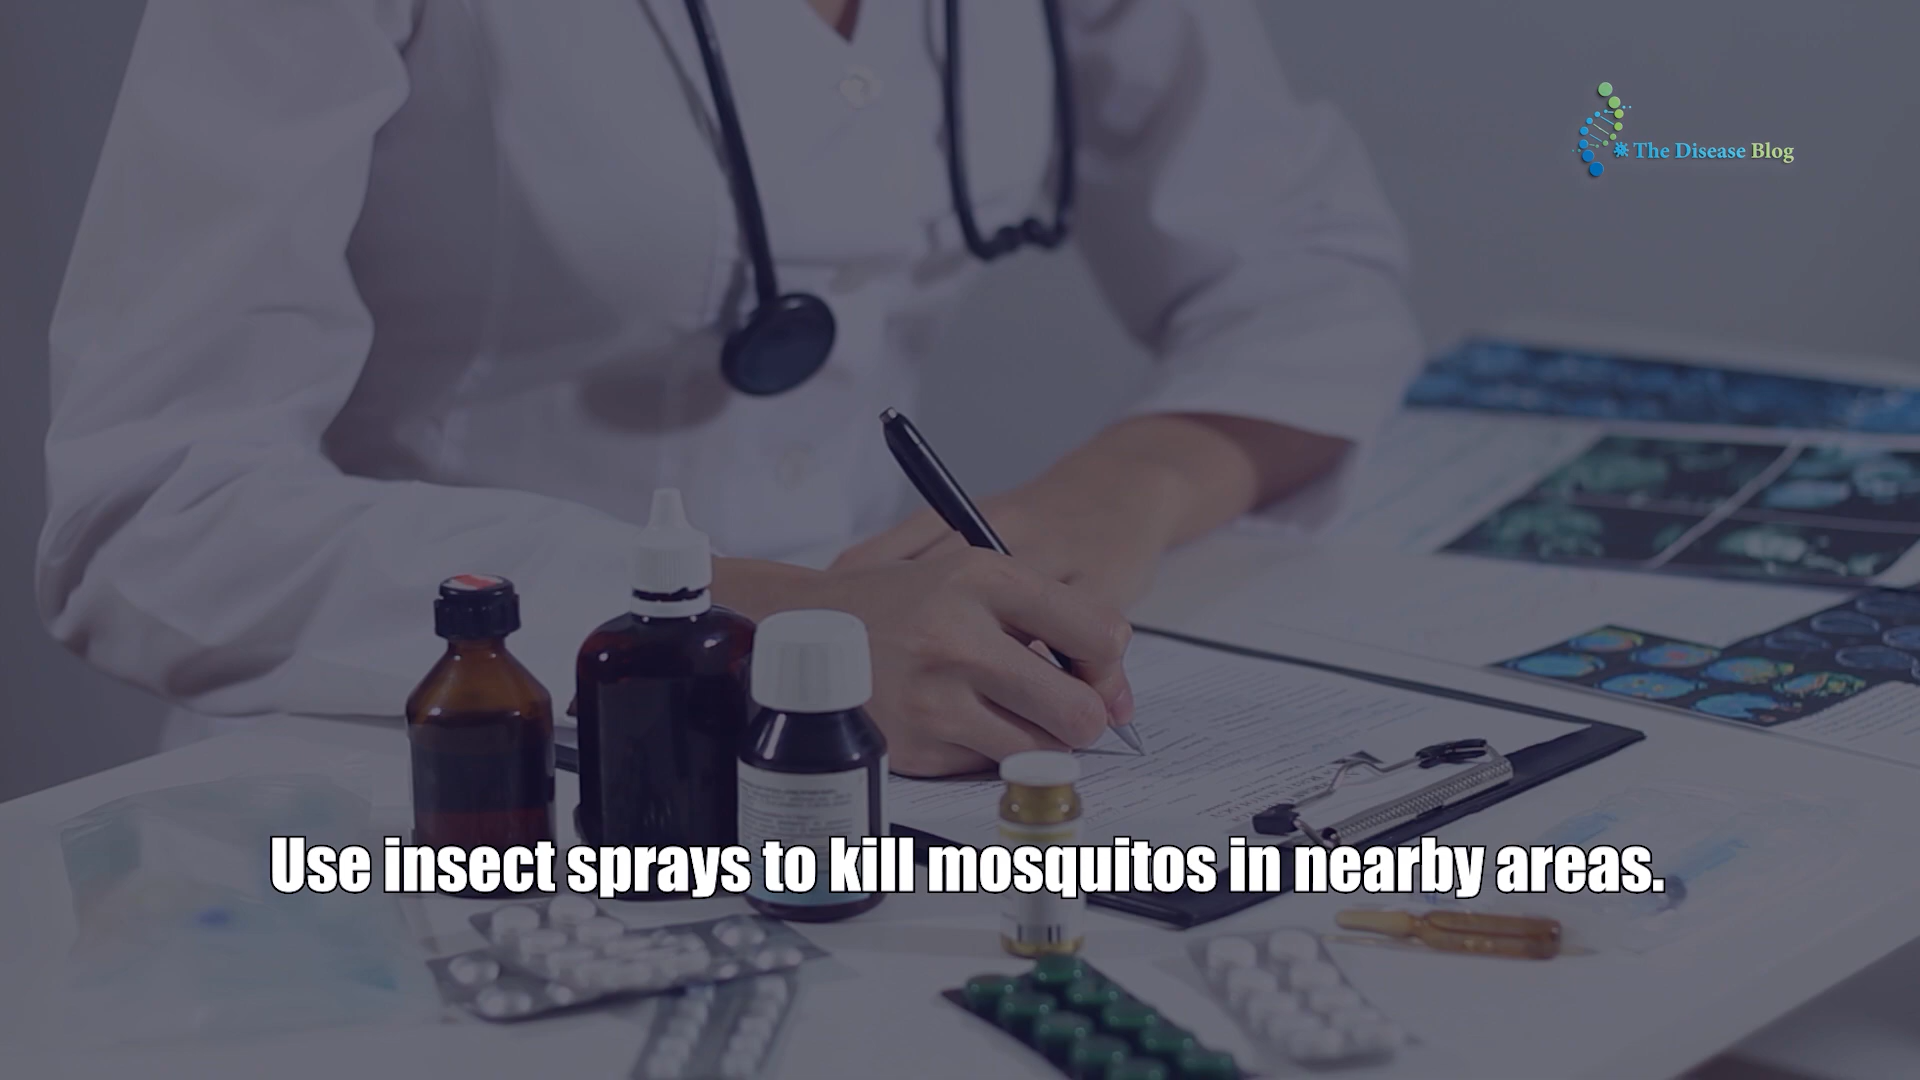 The Disease Blog
Use insect sprays to kill mosquitos in nearby areas.